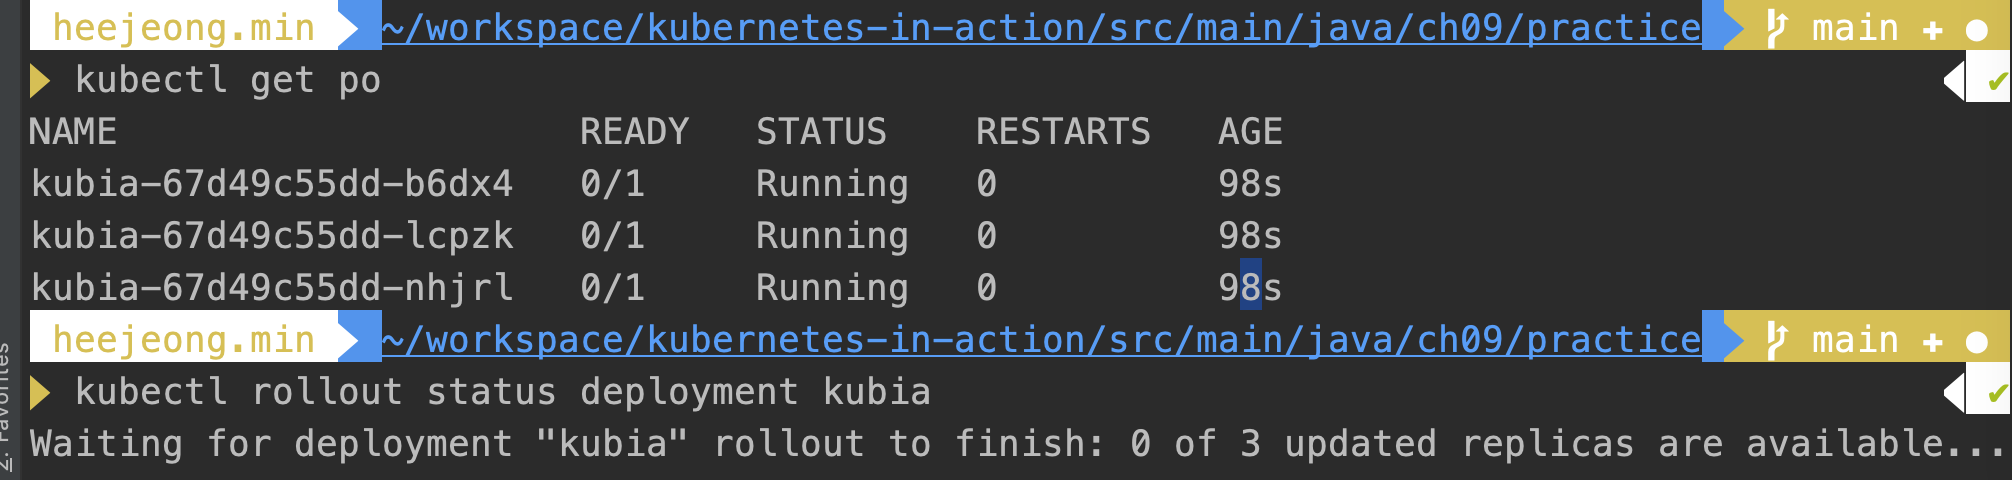 heejeong.min ~/workspace/kubernetes-in-action/src/main/java/ch09/practice main + ●
kubectl get po ✔
NAME READY STATUS RESTARTS AGE
kubia-67d49c55dd-b6dx4 0/1 Running 0 98s
kubia-67d49c55dd-lcpzk 0/1 Running 0 98s
kubia-67d49c55dd-nhjrl 0/1 Running 0 98s
heejeong.min ~/workspace/kubernetes-in-action/src/main/java/ch09/practice main + ●
kubectl rollout status deployment kubia ✔
Waiting for deployment "kubia" rollout to finish: 0 of 3 updated replicas are available...
2: Favorites